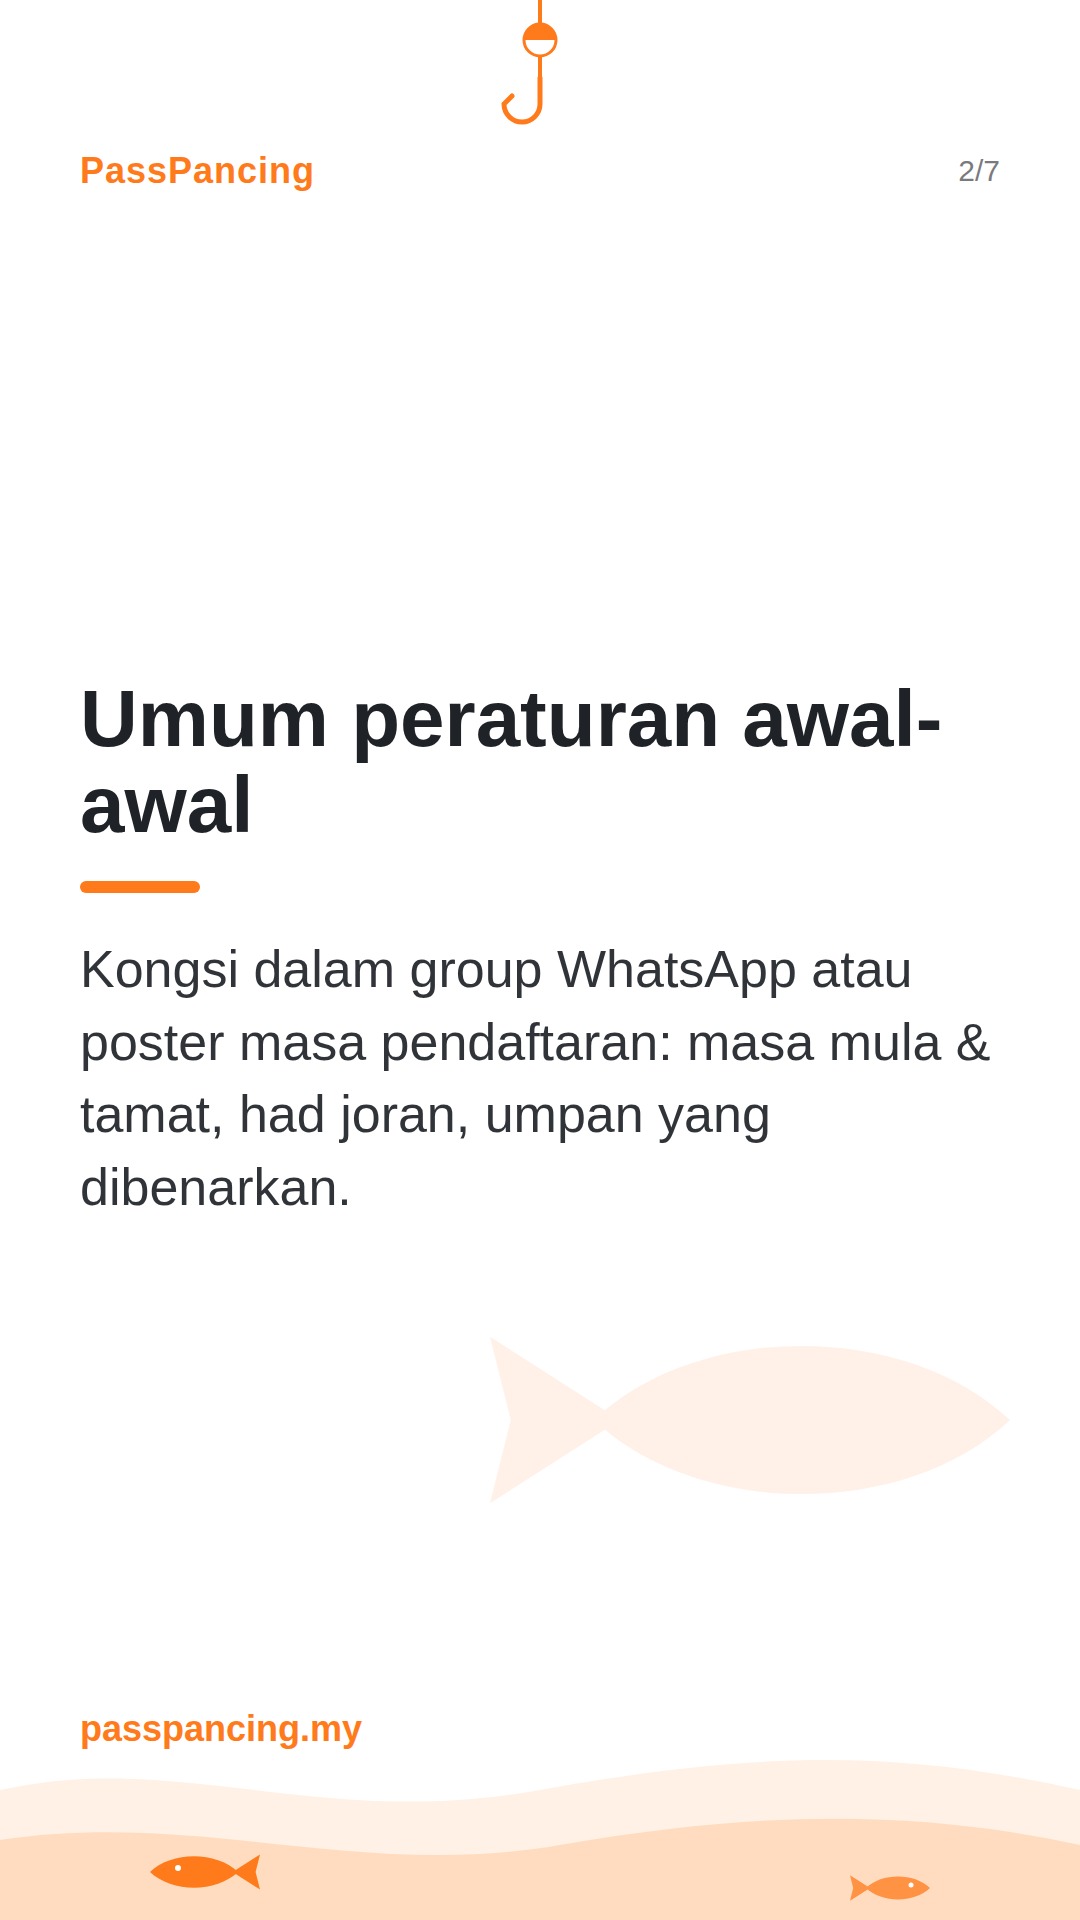 PassPancing
2/7
Umum peraturan awal-
awal
Kongsi dalam group WhatsApp atau
poster masa pendaftaran: masa mula &
tamat, had joran, umpan yang
dibenarkan.
passpancing.my